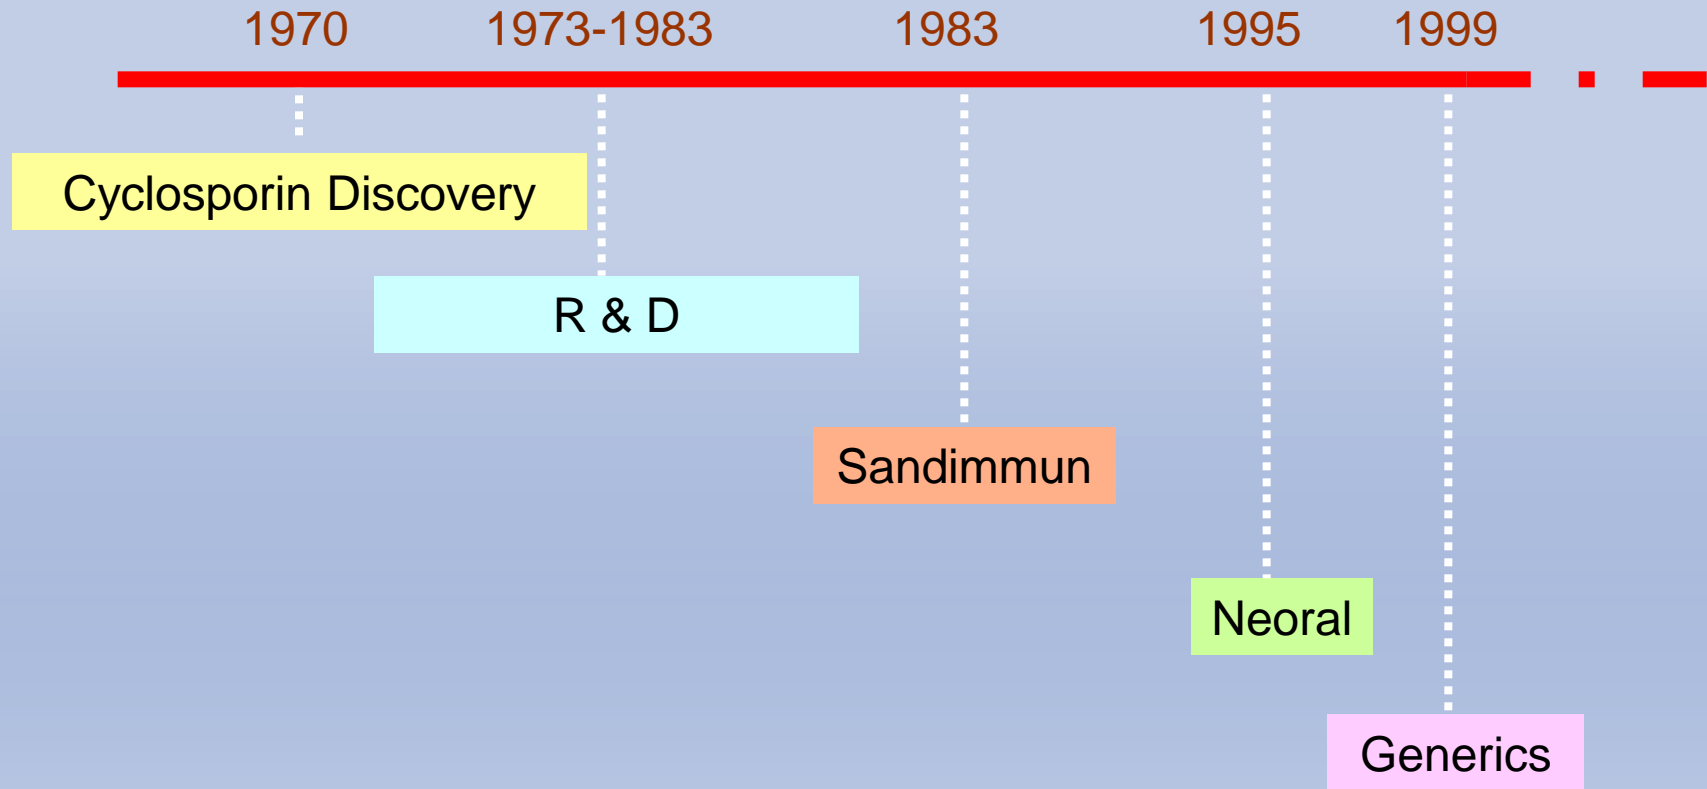 1970 1973-1983 1983 1995 1999
Cyclosporin Discovery
R & D
Sandimmun
Neoral
Generics